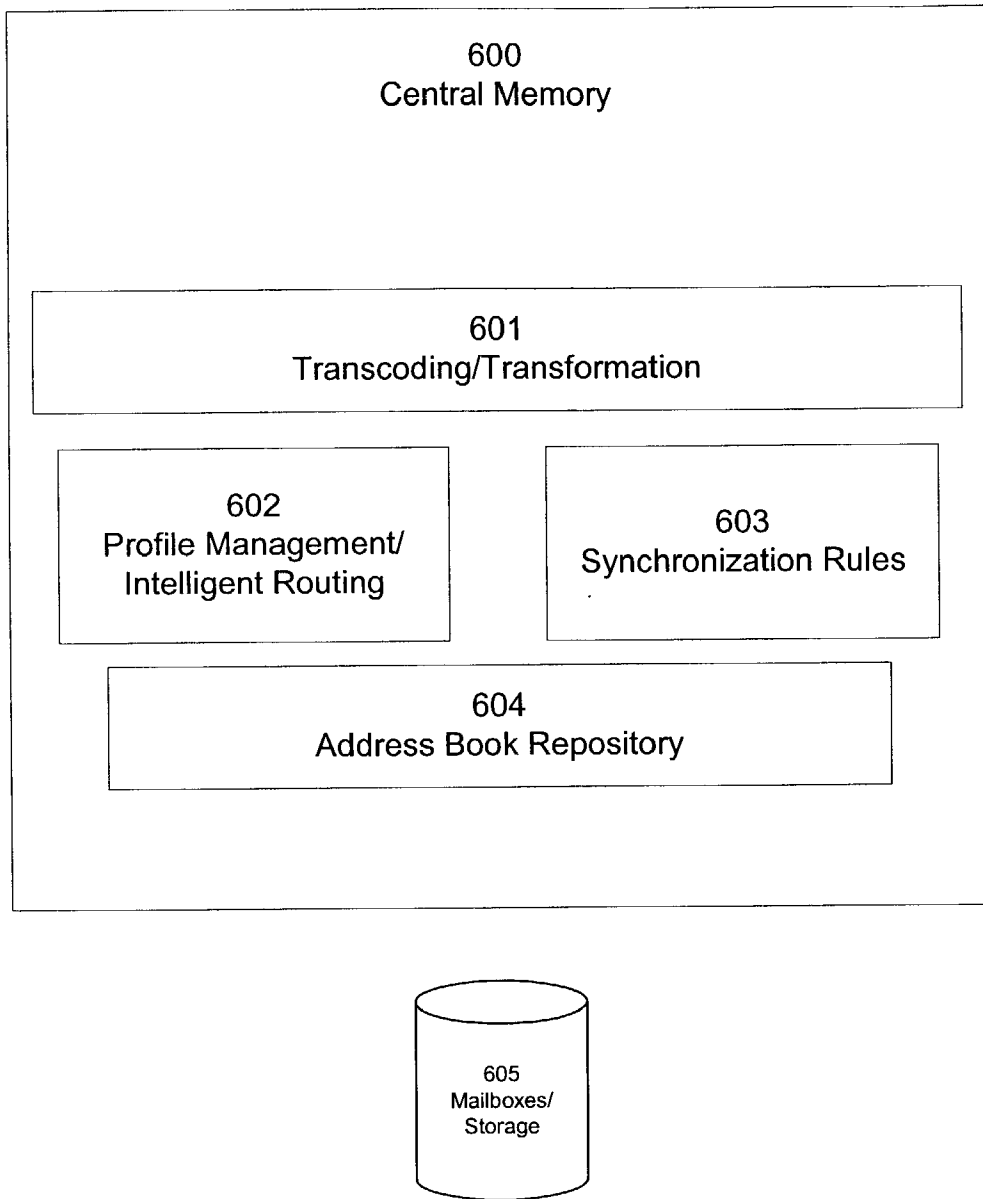 600
Central Memory
601
Transcoding/Transformation
602
Profile Management/
Intelligent Routing
603
Synchronization Rules
604
Address Book Repository
605
Mailboxes/
Storage